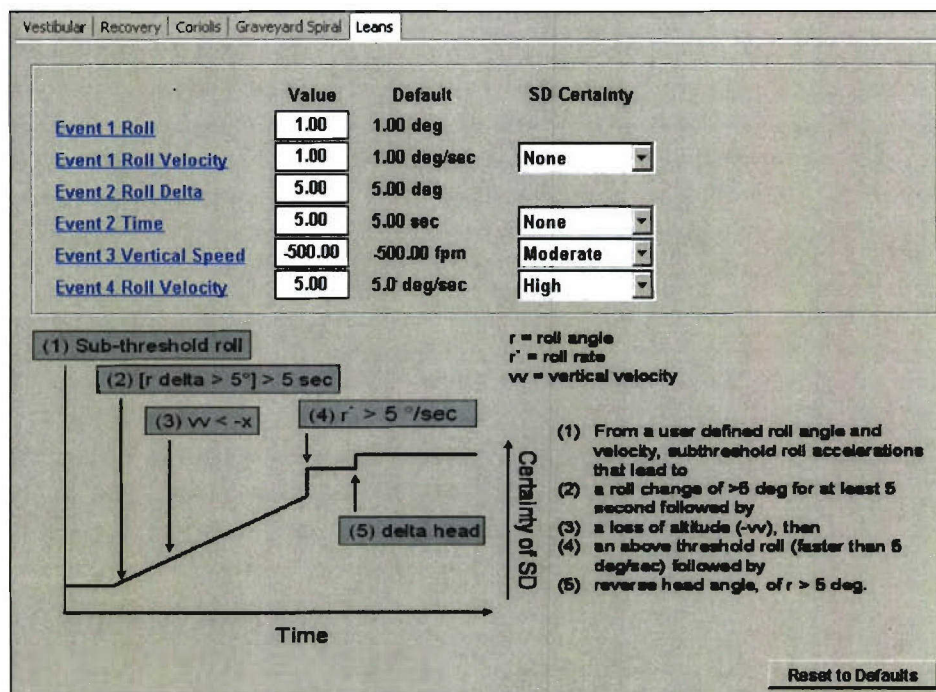 Vestibular | Recovery | Coriolis | Graveyard Spiral | Leans
Value Default SD Certainty
Event 1 Roll 1.00 1.00 deg
Event 1 Roll Velocity 1.00 1.00 deg/sec None
Event 2 Roll Delta 5.00 5.00 deg
Event 2 Time 5.00 5.00 sec None
Event 3 Vertical Speed -500.00 -500.00 fpm Moderate
Event 4 Roll Velocity 5.00 5.0 deg/sec High
(1) Sub-threshold roll
(2) [r delta > 5°] > 5 sec
(3) vv < -x
(4) r˙ > 5 °/sec
(5) delta head
Certainty of SD
Time
r = roll angle
r˙ = roll rate
vv = vertical velocity
(1) From a user defined roll angle and
velocity, subthreshold roll accelerations
that lead to
(2) a roll change of >5 deg for at least 5
second followed by
(3) a loss of altitude (-vv), then
(4) an above threshold roll (faster than 5
deg/sec) followed by
(5) reverse head angle, of r > 5 deg.
Reset to Defaults